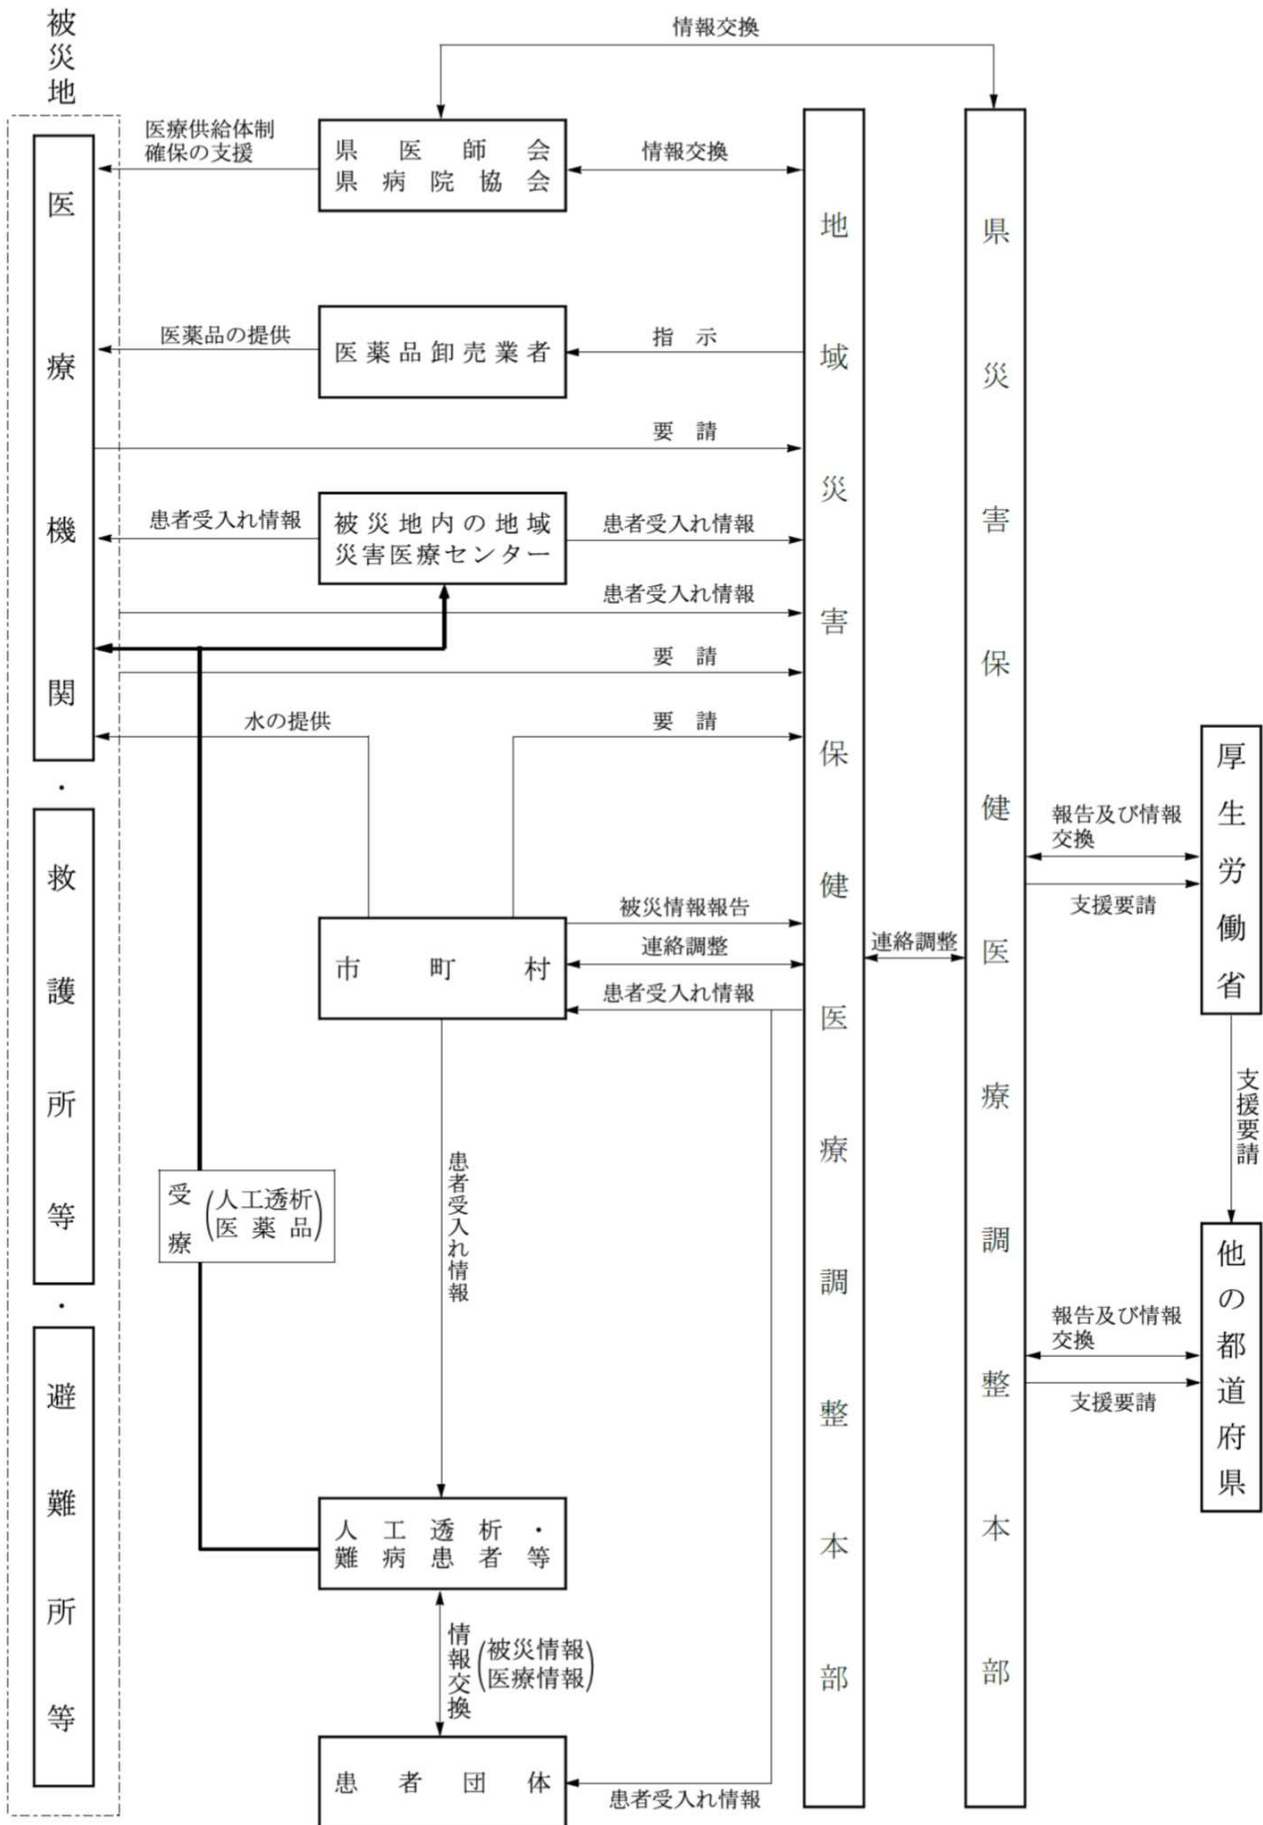 被災地
情報交換
医療供給体制
確保の支援
県医師会
県病院協会
情報交換
医療機関
・
救護所等
・
避難所等
医薬品の提供
医薬品卸売業者
指示
要請
患者受入れ情報
被災地内の地域
災害医療センター
患者受入れ情報
患者受入れ情報
要請
水の提供
要請
市町村
被災情報報告
連絡調整
患者受入れ情報
患者受入れ情報
受療
(人工透析
医薬品)
人工透析・
難病患者等
情報交換
(被災情報
医療情報)
患者団体
患者受入れ情報
地域災害保健医療調整本部
連絡調整
県災害保健医療調整本部
報告及び情報
交換
支援要請
厚生労働省
支援要請
報告及び情報
交換
支援要請
他の都道府県